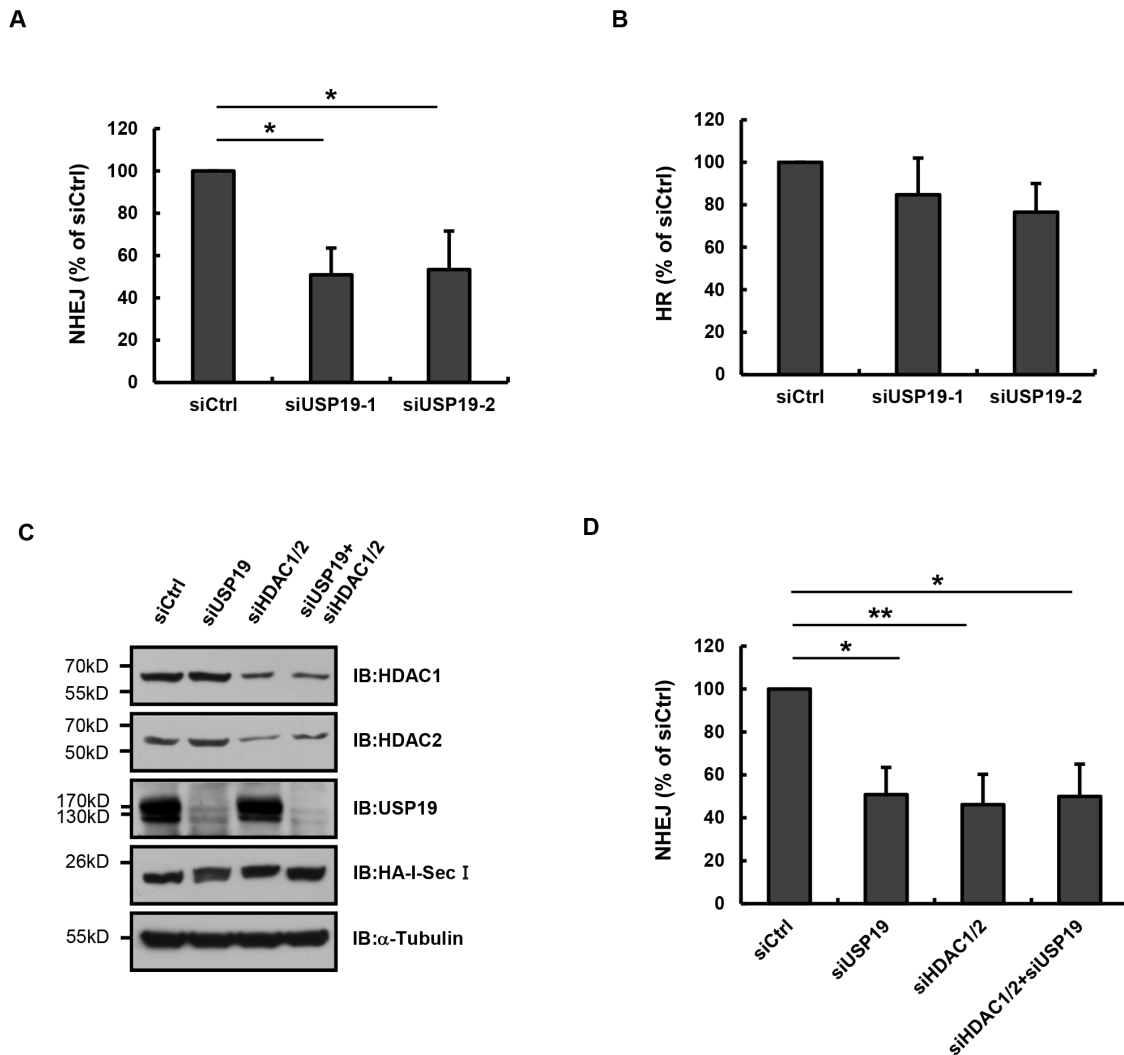 A
*
*
120
100
80
60
40
20
0
NHEJ (% of siCtrl)
siCtrl
siUSP19-1
siUSP19-2
B
120
100
80
60
40
20
0
HR (% of siCtrl)
siCtrl
siUSP19-1
siUSP19-2
C
siCtrl
siUSP19
siHDAC1/2
siUSP19+
siHDAC1/2
70kD
55kD
IB:HDAC1
70kD
50kD
IB:HDAC2
170kD
130kD
IB:USP19
26kD
IB:HA-I-Sec I
55kD
IB:α-Tubulin
D
*
**
*
120
100
80
60
40
20
0
NHEJ (% of siCtrl)
siCtrl
siUSP19
siHDAC1/2
siHDAC1/2+siUSP19